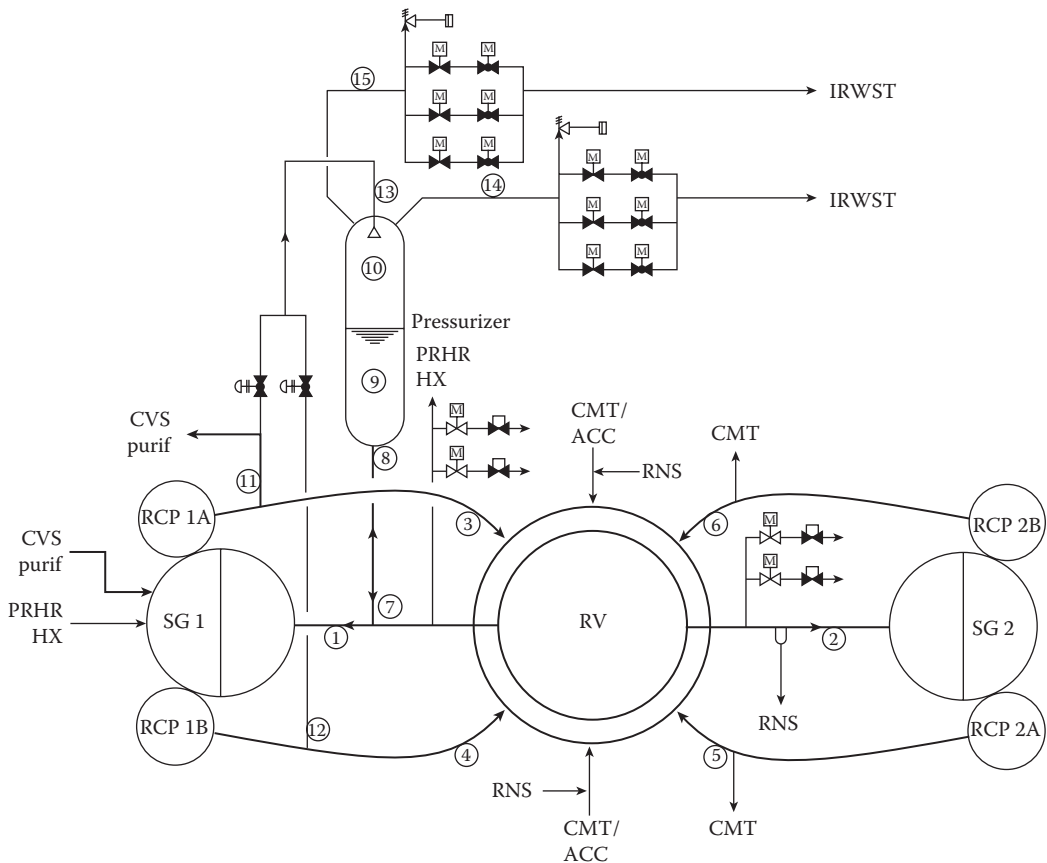 M
M
15
IRWST
M
M
M
M
M
M
13
14
IRWST
M
M
10
M
M
Pressurizer
PRHR
HX
9
CMT/
ACC
M
CVS
purif
CMT
8
M
RNS
11
RCP 1A
3
6
M
RCP 2B
CVS
purif
M
PRHR
HX
SG 1
7
RV
SG 2
1
2
RCP 1B
12
RNS
RCP 2A
4
5
RNS
CMT/
ACC
CMT